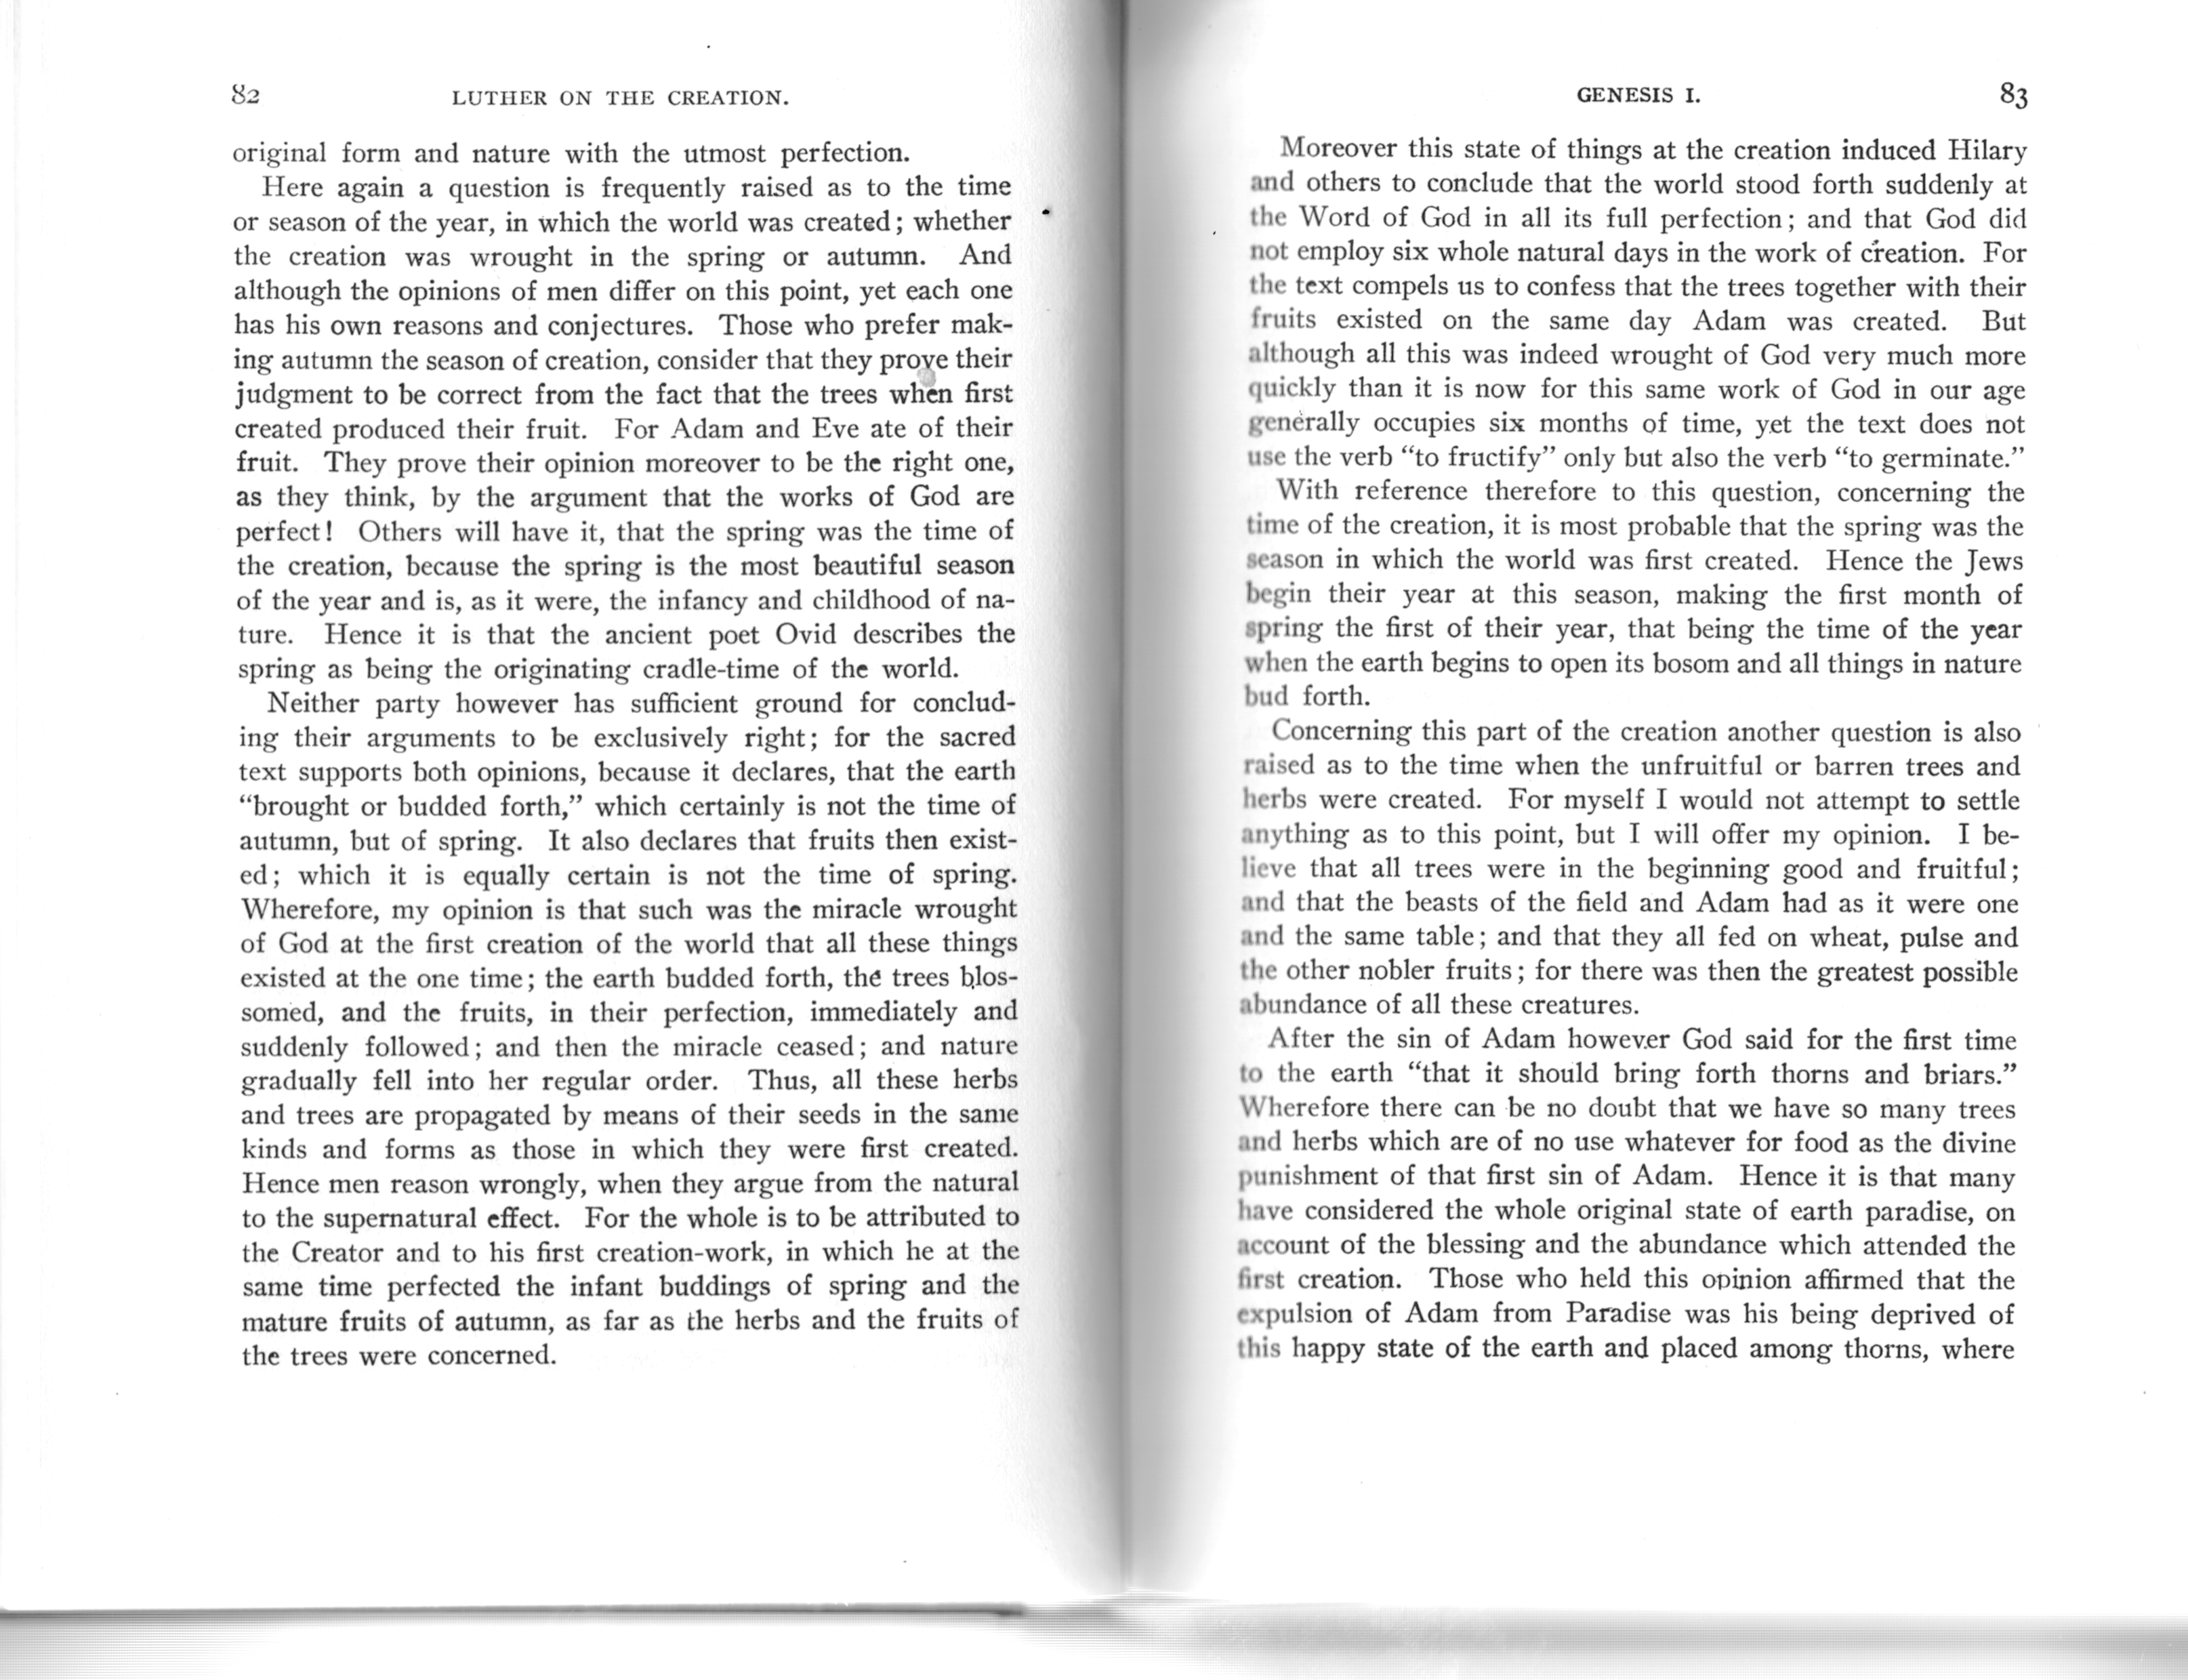 82 LUTHER ON THE CREATION.
original form and nature with the utmost perfection.
Here again a question is frequently raised as to the time
or season of the year, in which the world was created; whether
the creation was wrought in the spring or autumn. And
although the opinions of men differ on this point, yet each one
has his own reasons and conjectures. Those who prefer mak-
ing autumn the season of creation, consider that they prove their
judgment to be correct from the fact that the trees when first
created produced their fruit. For Adam and Eve ate of their
fruit. They prove their opinion moreover to be the right one,
as they think, by the argument that the works of God are
perfect! Others will have it, that the spring was the time of
the creation, because the spring is the most beautiful season
of the year and is, as it were, the infancy and childhood of na-
ture. Hence it is that the ancient poet Ovid describes the
spring as being the originating cradle-time of the world.
Neither party however has sufficient ground for conclud-
ing their arguments to be exclusively right; for the sacred
text supports both opinions, because it declares, that the earth
“brought or budded forth,” which certainly is not the time of
autumn, but of spring. It also declares that fruits then exist-
ed; which it is equally certain is not the time of spring.
Wherefore, my opinion is that such was the miracle wrought
of God at the first creation of the world that all these things
existed at the one time; the earth budded forth, the trees blos-
somed, and the fruits, in their perfection, immediately and
suddenly followed; and then the miracle ceased; and nature
gradually fell into her regular order. Thus, all these herbs
and trees are propagated by means of their seeds in the same
kinds and forms as those in which they were first created.
Hence men reason wrongly, when they argue from the natural
to the supernatural effect. For the whole is to be attributed to
the Creator and to his first creation-work, in which he at the
same time perfected the infant buddings of spring and the
mature fruits of autumn, as far as the herbs and the fruits of
the trees were concerned.
GENESIS I. 83
Moreover this state of things at the creation induced Hilary
and others to conclude that the world stood forth suddenly at
the Word of God in all its full perfection; and that God did
not employ six whole natural days in the work of creation. For
the text compels us to confess that the trees together with their
fruits existed on the same day Adam was created. But
although all this was indeed wrought of God very much more
quickly than it is now for this same work of God in our age
generally occupies six months of time, yet the text does not
use the verb “to fructify” only but also the verb “to germinate.”
With reference therefore to this question, concerning the
time of the creation, it is most probable that the spring was the
season in which the world was first created. Hence the Jews
begin their year at this season, making the first month of
spring the first of their year, that being the time of the year
when the earth begins to open its bosom and all things in nature
bud forth.
Concerning this part of the creation another question is also
raised as to the time when the unfruitful or barren trees and
herbs were created. For myself I would not attempt to settle
anything as to this point, but I will offer my opinion. I be-
lieve that all trees were in the beginning good and fruitful;
and that the beasts of the field and Adam had as it were one
and the same table; and that they all fed on wheat, pulse and
the other nobler fruits; for there was then the greatest possible
abundance of all these creatures.
After the sin of Adam however God said for the first time
to the earth “that it should bring forth thorns and briars.”
Wherefore there can be no doubt that we have so many trees
and herbs which are of no use whatever for food as the divine
punishment of that first sin of Adam. Hence it is that many
have considered the whole original state of earth paradise, on
account of the blessing and the abundance which attended the
first creation. Those who held this opinion affirmed that the
expulsion of Adam from Paradise was his being deprived of
this happy state of the earth and placed among thorns, where